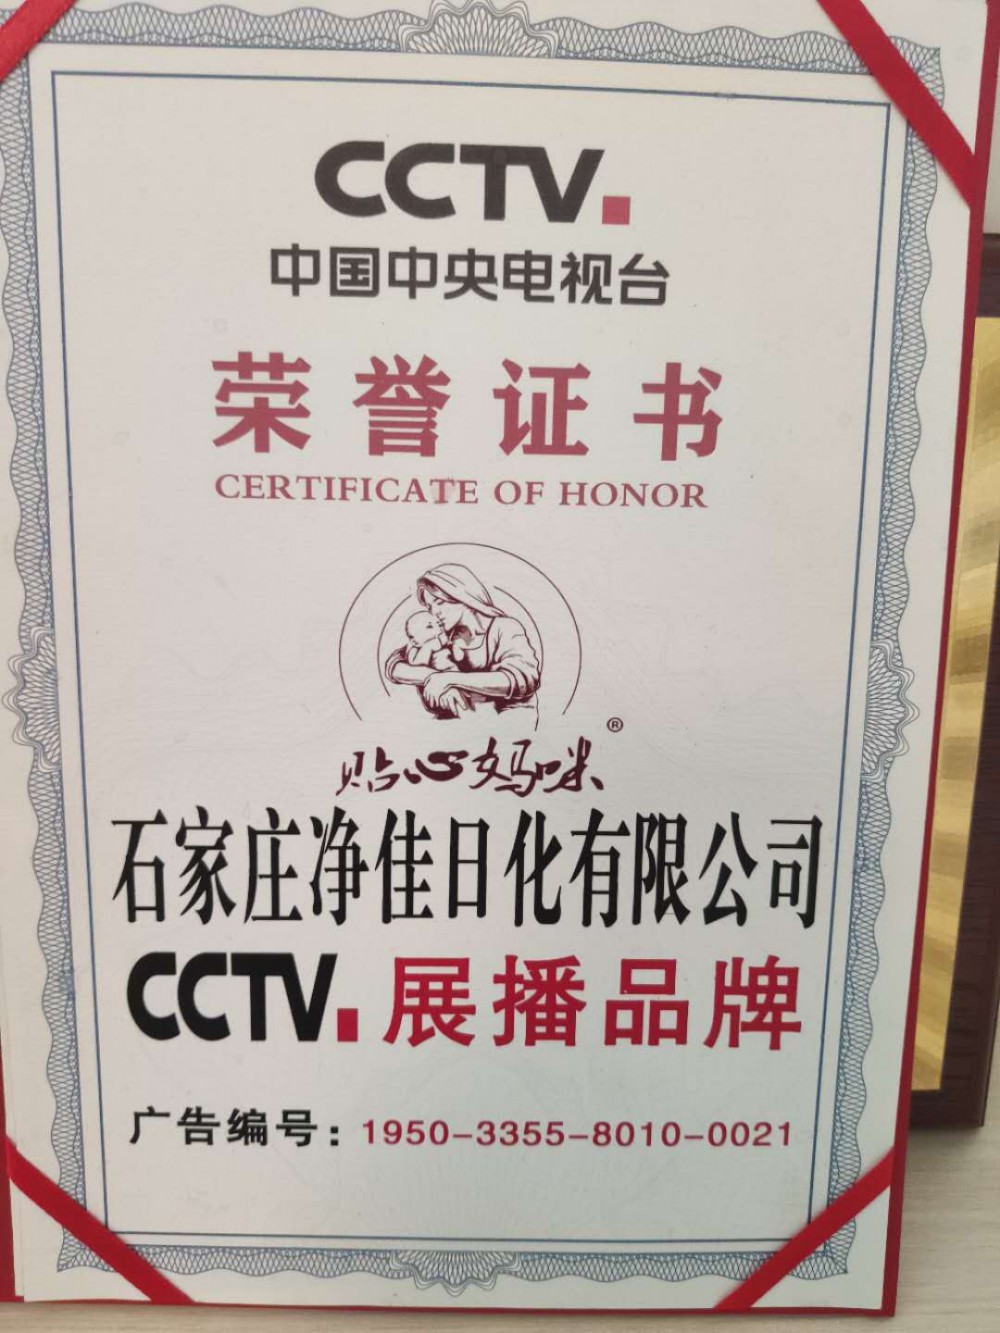 CCTV.
中国中央电视台
荣誉证书
CERTIFICATE OF HONOR
®
贴心妈咪
石家庄净佳日化有限公司
CCTV.展播品牌
广告编号：1950-3355-8010-0021